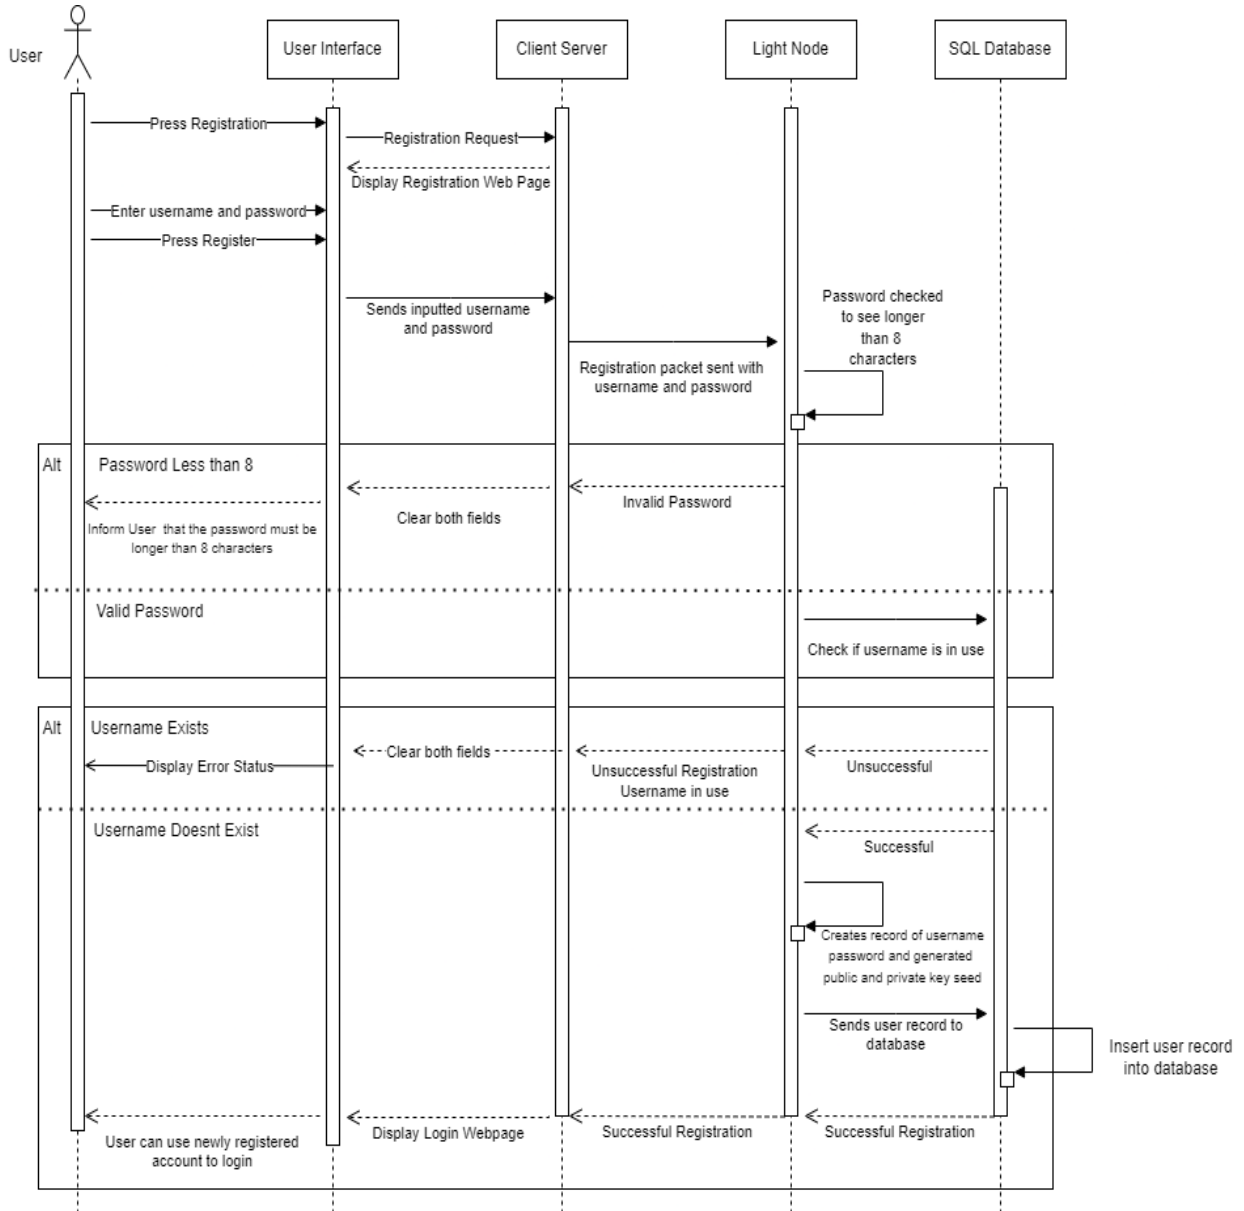 User
User Interface
Client Server
Light Node
SQL Database
Press Registration
Registration Request
Display Registration Web Page
Enter username and password
Press Register
Sends inputted username
and password
Password checked
to see longer
than 8
characters
Registration packet sent with
username and password
Alt
Password Less than 8
Invalid Password
Clear both fields
Inform User that the password must be
longer than 8 characters
Valid Password
Check if username is in use
Alt
Username Exists
Clear both fields
Display Error Status
Unsuccessful Registration
Username in use
Unsuccessful
Username Doesnt Exist
Successful
Creates record of username
password and generated
public and private key seed
Sends user record to
database
Insert user record
into database
User can use newly registered
account to login
Display Login Webpage
Successful Registration
Successful Registration